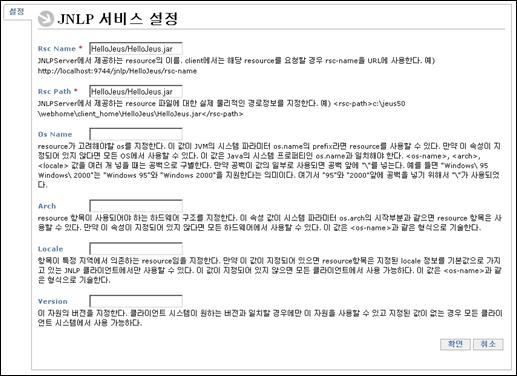 설정
JNLP 서비스 설정
Rsc Name * HelloJeus/HelloJeus.jar
JNLPServer에서 제공하는 resource의 이름. client에서는 해당 resource를 요청할 경우 rsc-name을 URL에 사용한다. 예)
http://localhost:9744/jnlp/HelloJeus/rsc-name
Rsc Path * HelloJeus/HelloJeus.jar
JNLPServer에서 제공하는 resource 파일에 대한 실제 물리적인 경로정보를 지정한다. 예) <rsc-path>c:\jeus50
\webhome\client_home\HelloJeus\HelloJeus.jar</rsc-path>
Os Name
resource가 고려해야할 os를 지정한다. 이 값이 JVM의 시스템 파라미터 os.name의 prefix라면 resource를 사용할 수 있다. 만약 이 속성이 지
정되어 있지 않다면 모든 OS에서 사용할 수 있다. 이 값은 Java의 시스템 프로퍼티인 os.name과 일치해야 한다. <os-name>, <arch>,
<locale> 값을 여러 개 넣을 때는 공백으로 구별한다. 만약 공백이 값의 일부로 사용되면 공백 앞에 "\"를 넣는다. 예를 들면 "Windows\ 95
Windows\ 2000"는 "Windows 95"와 "Windows 2000"을 지원한다는 의미이다. 여기서 "95"와 "2000"앞에 공백을 넣기 위해서 "\"가 사용되었
다.
Arch
resource 항목이 사용되어야 하는 하드웨어 구조를 지정한다. 이 속성 값이 시스템 파라미터 os.arch의 시작부분과 같으면 resource 항목은 사
용할 수 있다. 만약 이 속성이 지정되어 있지 않다면 모든 하드웨어에서 사용할 수 있다. 이 값은 <os-name>과 같은 형식으로 기술한다.
Locale
항목이 특정 지역에서 의존하는 resource임을 지정한다. 만약 이 값이 지정되어 있으면 resource항목은 지정된 locale 정보를 기본값으로 가지
고 있는 JNLP 클라이언트에서만 사용할 수 있다. 이 값이 지정되어 있지 않으면 모든 클라이언트에서 사용 가능하다. 이 값은 <os-name>과 같
은 형식으로 기술한다.
Version
이 자원의 버전을 지정한다. 클라이언트 시스템이 원하는 버전과 일치할 경우에만 이 자원을 사용할 수 있고 지정된 값이 없는 경우 모든 클라이
언트 시스템에서 사용 가능하다.
확인 취소